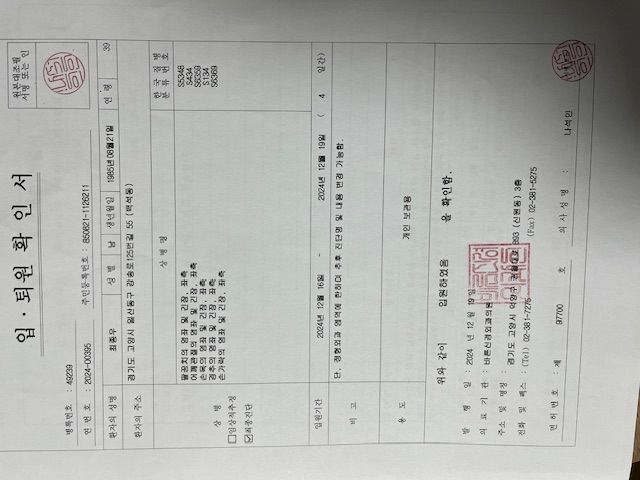 입 · 퇴원 확인서
원본대조필
서명 또는 인
병록번호 : 49239
연 번호 : 2024-00395
주민등록번호 : 850821-1126211
환자의 성명 최종우 성 별 남 생년월일 1985년08월21일 연 령 39
환자의 주소 경기도 고양시 일산동구 강송로125번길 55 (백석동)
상 병 명
한국질병
분류번호
팔꿈치의 염좌 및 긴장, 좌측 S5348
어깨관절의 염좌 및 긴장, 좌측 S434
손목의 염좌 및 긴장, 좌측 S6359
경추의 염좌 및 긴장 S134
손가락의 염좌 및 긴장, 좌측 S6369
상 병
임상적추정
최종진단
입원기간 2024년 12월 16일 ~ 2024년 12월 19일 ( 4 일간)
비 고 단, 정형외과 영역에 한하며 추후 진단명 및 내용 변경 가능함.
용 도 개인 보관용
위와 같이 입원하였음 을 확인함.
발 행 일 : 2024 년 12 월 19일
의 료 기 관 : 바른신경외과의원
주소 및 명칭 : 경기도 고양시 덕양구 893 (신원동) 3층
전화 및 팩스 : (Tel) 02-381-7275 (Fax) 02-381-5275
면허번호 : 제 97700 호 의사성명 : 나석인